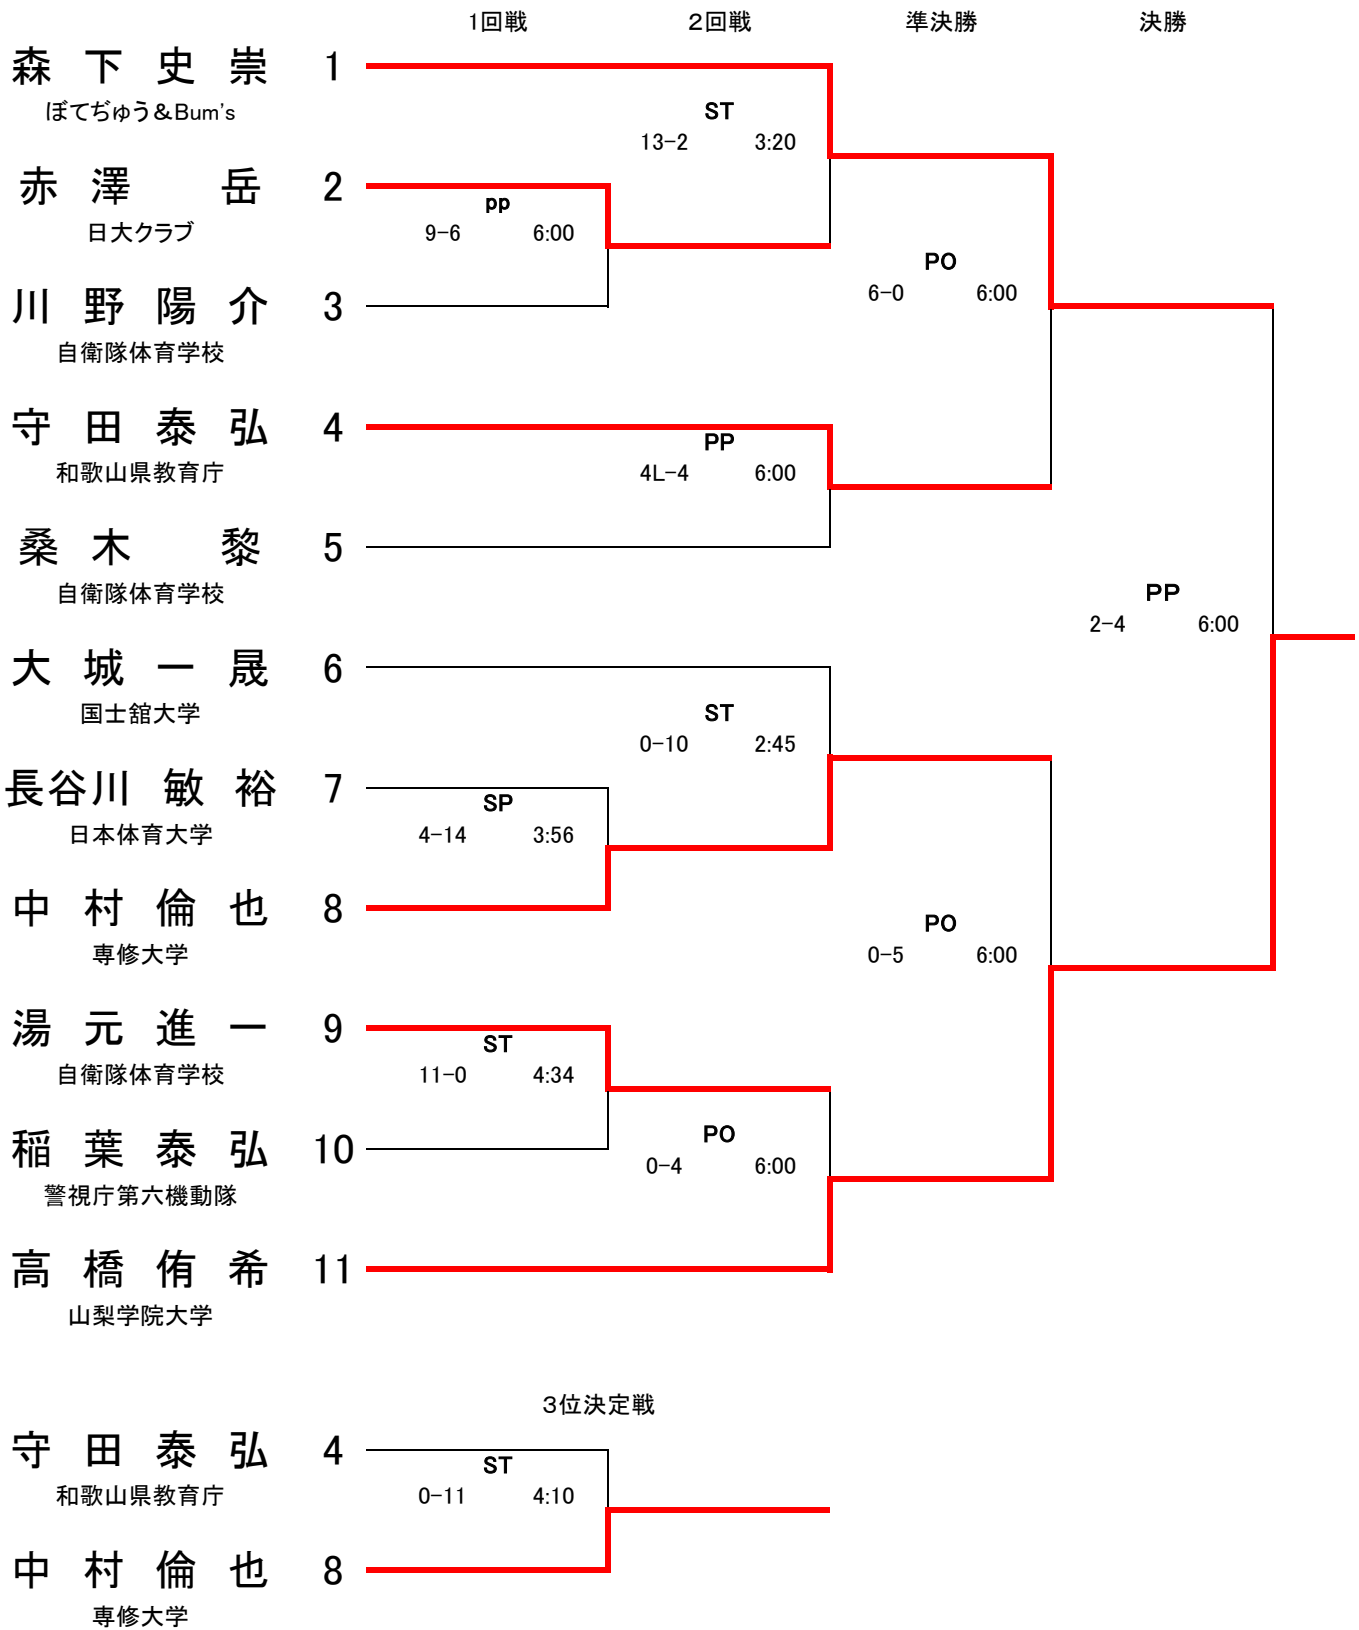 1回戦 2回戦 準決勝 決勝
森下史崇 1
ぼてぢゅう&Bum's
ST
13-2 3:20
赤澤 岳 2
pp
日大クラブ
9-6 6:00
PO
6-0 6:00
川野陽介 3
自衛隊体育学校
守田泰弘 4
PP
和歌山県教育庁
4L-4 6:00
桑木 黎 5
自衛隊体育学校
PP
2-4 6:00
大城一晟 6
国士舘大学
ST
0-10 2:45
長谷川敏裕 7
SP
日本体育大学
4-14 3:56
中村倫也 8
専修大学
PO
0-5 6:00
湯元進一 9
ST
自衛隊体育学校
11-0 4:34
稲葉泰弘 10
PO
0-4 6:00
警視庁第六機動隊
高橋侑希 11
山梨学院大学
3位決定戦
守田泰弘 4
ST
和歌山県教育庁
0-11 4:10
中村倫也 8
専修大学